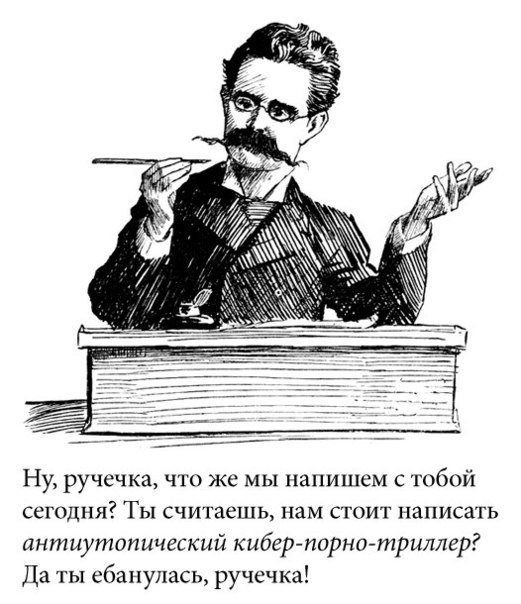 Ну, ручечка, что же мы напишем с тобой
сегодня? Ты считаешь, нам стоит написать
антиутопический кибер-порно-триллер?
Да ты ебанулась, ручечка!